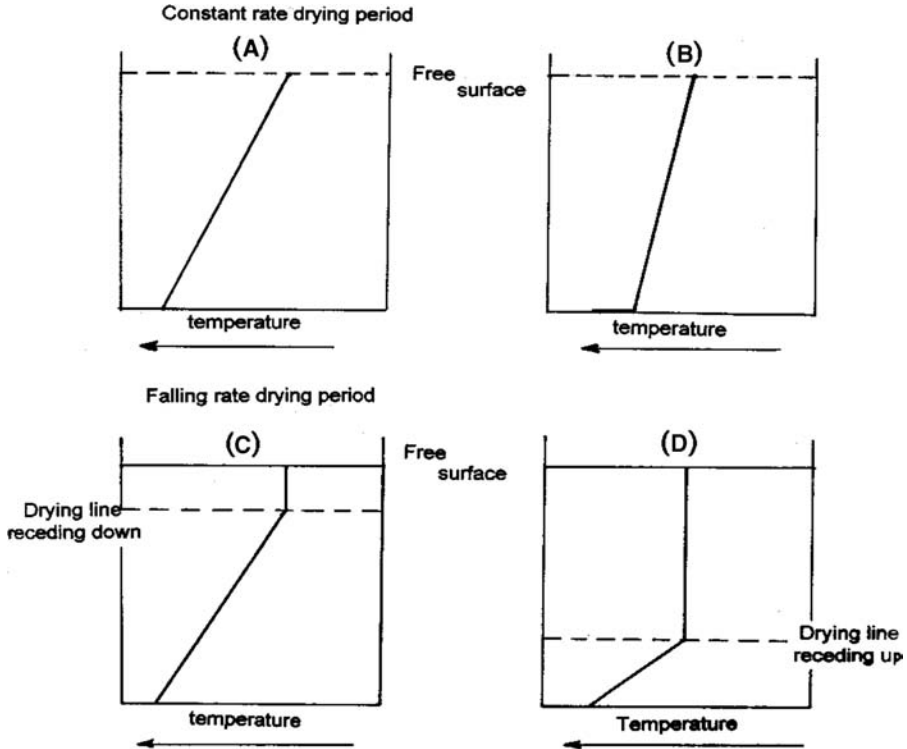 Constant rate drying period
(A)
(B)
Free
surface
temperature
temperature
Falling rate drying period
(C)
(D)
Free
surface
Drying line
receding down
Drying line
receding up
temperature
Temperature